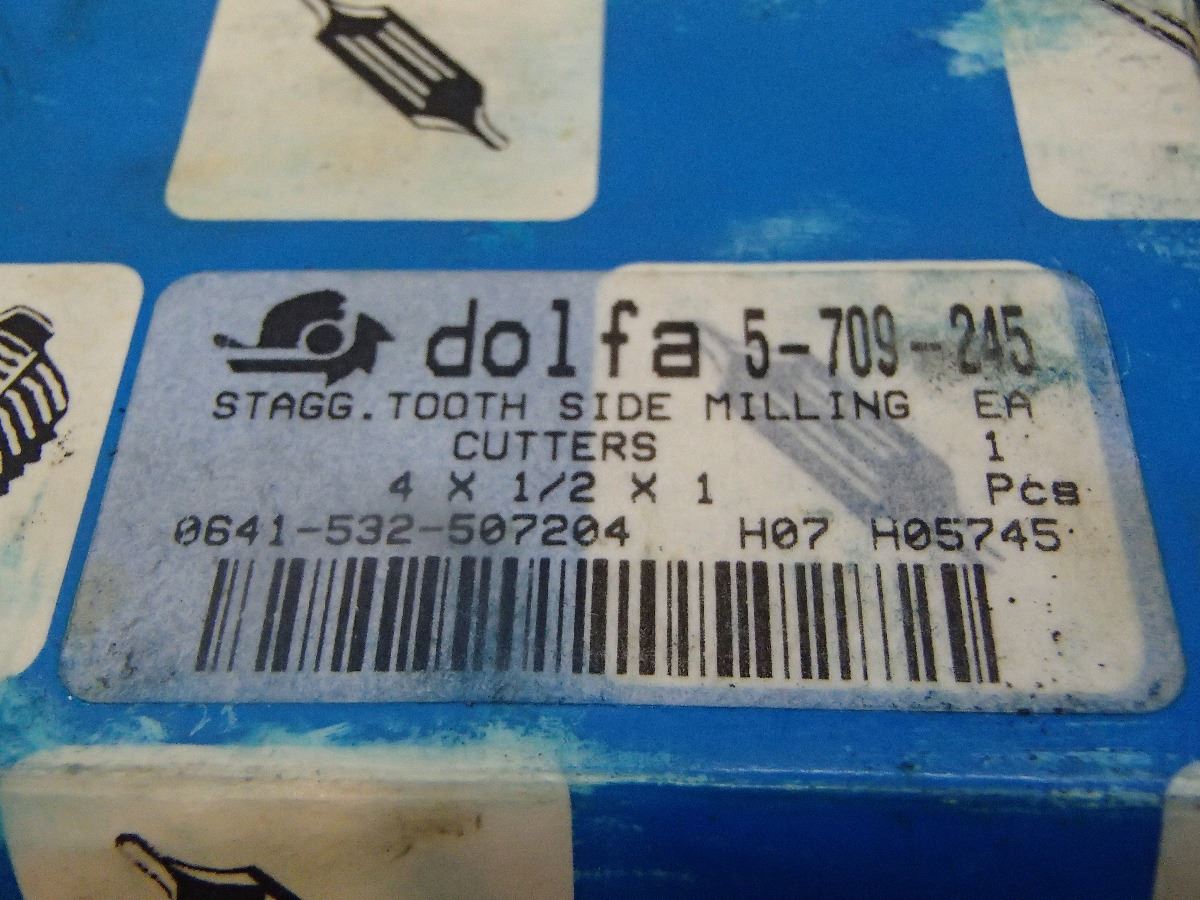 dolfa 5-709-245
STAGG.TOOTH SIDE MILLING EA
CUTTERS 1
4 X 1/2 X 1 Pcs
0641-532-507204 H07 H05745